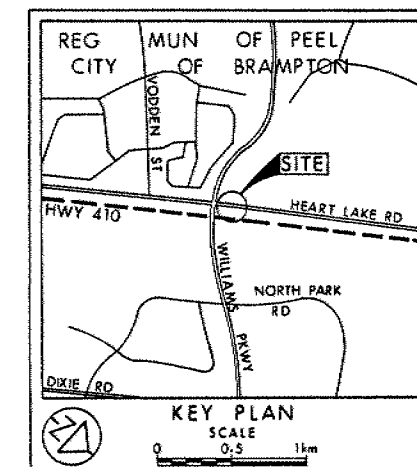 REG MUN OF PEEL
CITY OF BRAMPTON
VODDEN ST
SITE
HEART LAKE RD
HWY 410
WILLIAMS PKWY
NORTH PARK RD
DIXIE RD
KEY PLAN
SCALE
0 0.5 1km